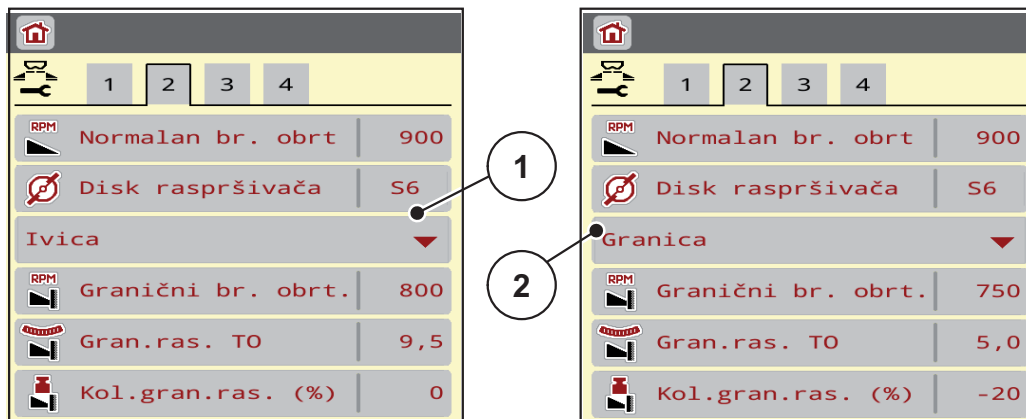 1 2 3 4
RPM Normalan br. obrt 900
Disk raspršivača S6
Ivica
RPM Granični br. obrt. 800
Gran.ras. TO 9,5
Kol.gran.ras. (%) 0
1
2
1 2 3 4
RPM Normalan br. obrt 900
Disk raspršivača S6
Granica
RPM Granični br. obrt. 750
Gran.ras. TO 5,0
Kol.gran.ras. (%) -20